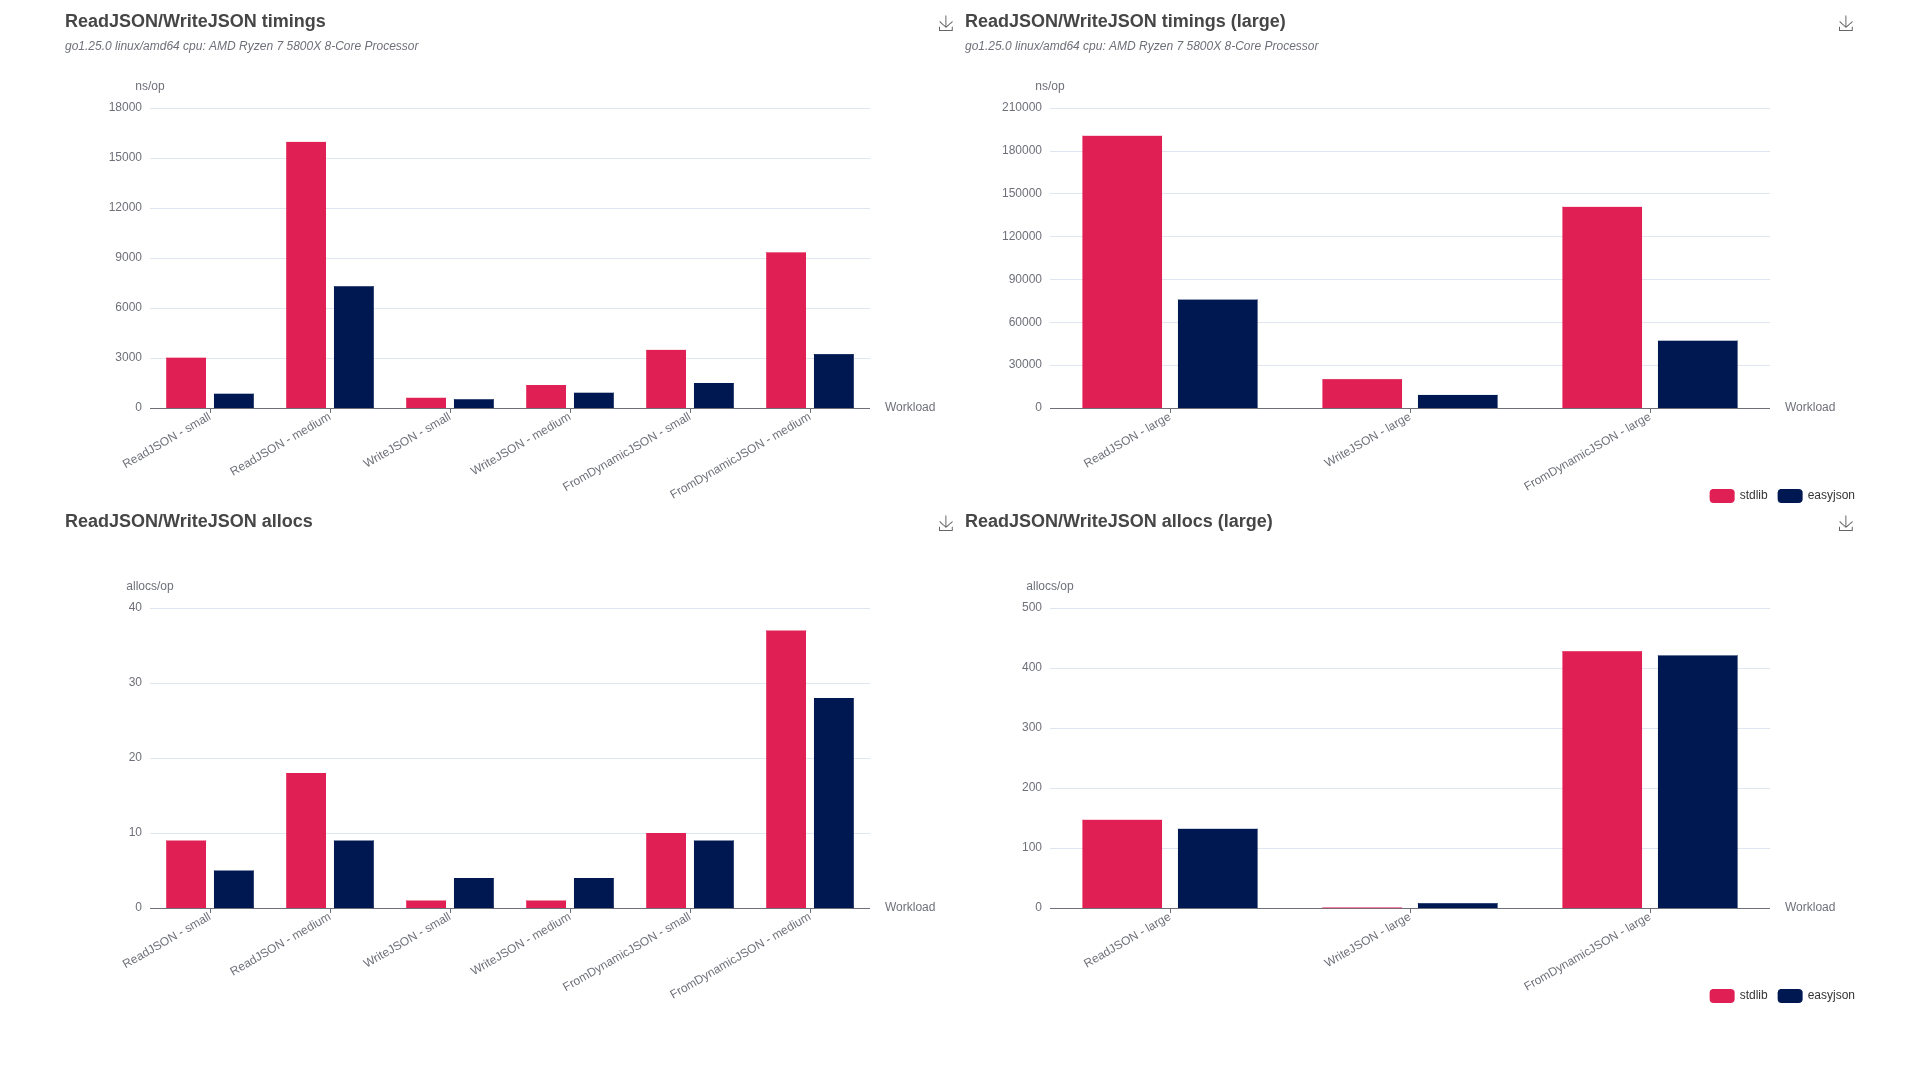 ReadJSON/WriteJSON timings
go1.25.0 linux/amd64 cpu: AMD Ryzen 7 5800X 8-Core Processor
ns/op
18000
15000
12000
9000
6000
3000
0
Workload
ReadJSON - small
ReadJSON - medium
WriteJSON - small
WriteJSON - medium
FromDynamicJSON - small
FromDynamicJSON - medium
ReadJSON/WriteJSON timings (large)
go1.25.0 linux/amd64 cpu: AMD Ryzen 7 5800X 8-Core Processor
ns/op
210000
180000
150000
120000
90000
60000
30000
0
Workload
ReadJSON - large
WriteJSON - large
FromDynamicJSON - large
stdlib easyjson
ReadJSON/WriteJSON allocs
allocs/op
40
30
20
10
0
Workload
ReadJSON - small
ReadJSON - medium
WriteJSON - small
WriteJSON - medium
FromDynamicJSON - small
FromDynamicJSON - medium
ReadJSON/WriteJSON allocs (large)
allocs/op
500
400
300
200
100
0
Workload
ReadJSON - large
WriteJSON - large
FromDynamicJSON - large
stdlib easyjson